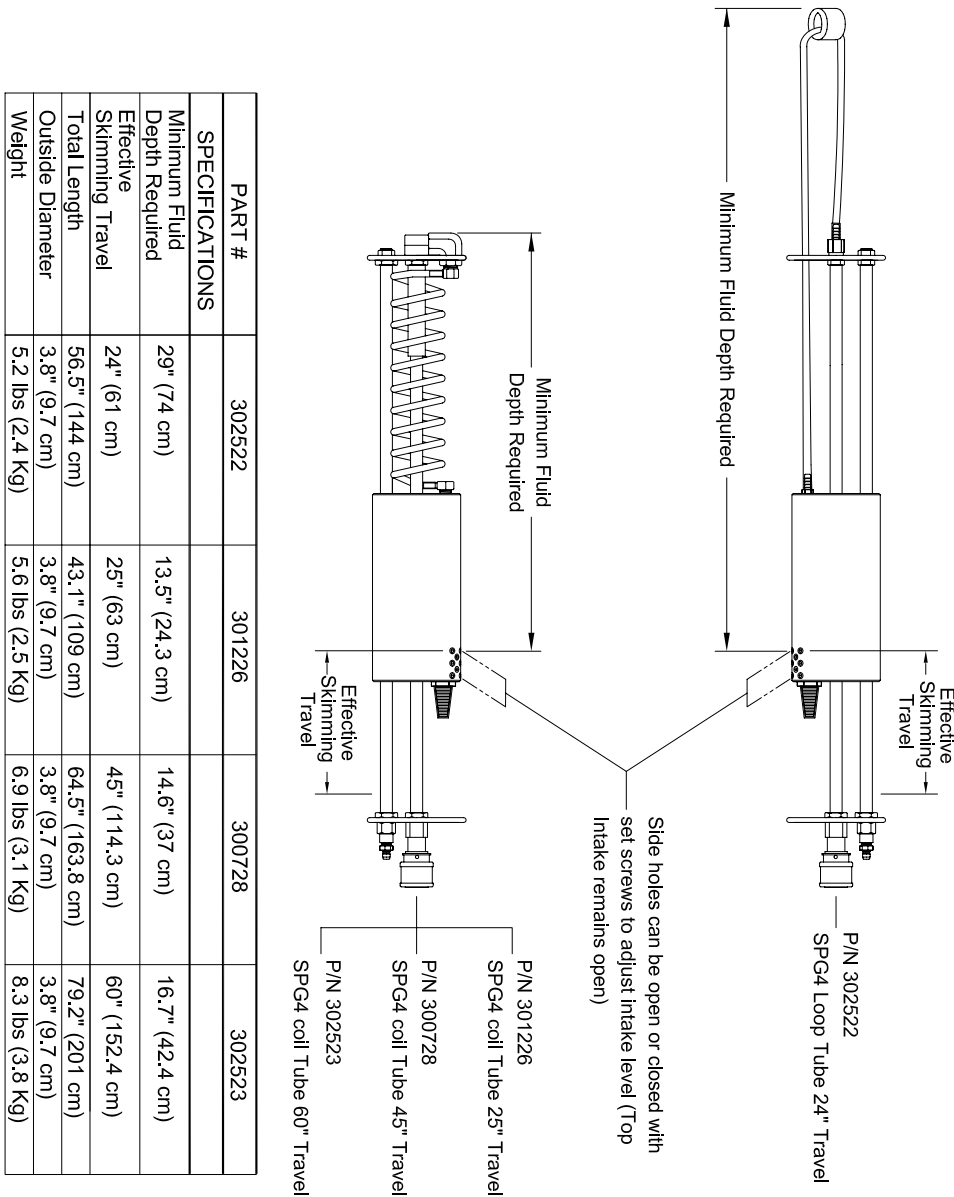 Minimum Fluid Depth Required
Effective
Skimming
Travel
P/N 302522
SPG4 Loop Tube 24" Travel
Side holes can be open or closed with
set screws to adjust intake level (Top
Intake remains open)
Minimum Fluid
Depth Required
Effective
Skimming
Travel
P/N 301226
SPG4 coil Tube 25" Travel
P/N 300728
SPG4 coil Tube 45" Travel
P/N 302523
SPG4 coil Tube 60" Travel
PART # 302522 301226 300728 302523
SPECIFICATIONS
Minimum Fluid
Depth Required 29" (74 cm) 13.5" (24.3 cm) 14.6" (37 cm) 16.7" (42.4 cm)
Effective
Skimming Travel 24" (61 cm) 25" (63 cm) 45" (114.3 cm) 60" (152.4 cm)
Total Length 56.5" (144 cm) 43.1" (109 cm) 64.5" (163.8 cm) 79.2" (201 cm)
Outside Diameter 3.8" (9.7 cm) 3.8" (9.7 cm) 3.8" (9.7 cm) 3.8" (9.7 cm)
Weight 5.2 lbs (2.4 Kg) 5.6 lbs (2.5 Kg) 6.9 lbs (3.1 Kg) 8.3 lbs (3.8 Kg)